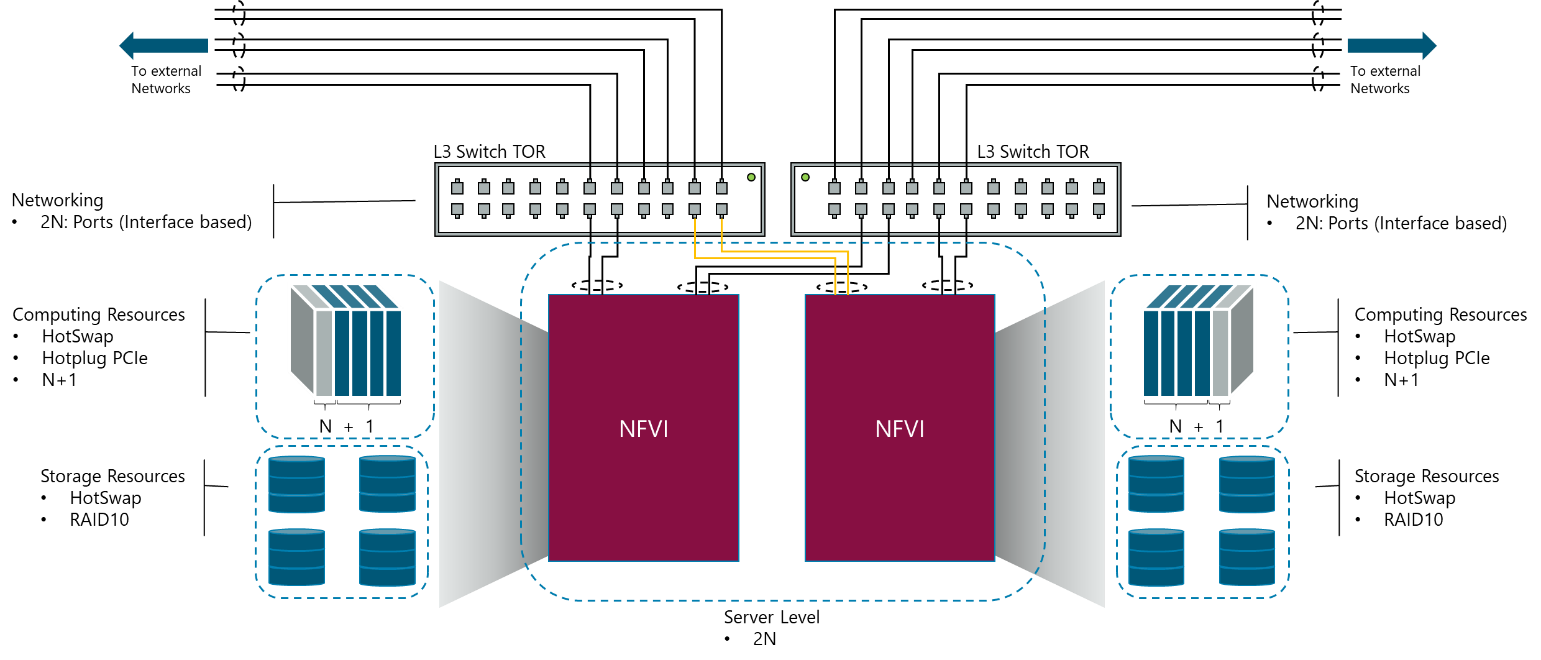 To external
Networks
To external
Networks
L3 Switch TOR
L3 Switch TOR
Networking
• 2N: Ports (Interface based)
Networking
• 2N: Ports (Interface based)
Computing Resources
• HotSwap
• Hotplug PCIe
• N+1
N + 1
NFVI
NFVI
N + 1
Computing Resources
• HotSwap
• Hotplug PCIe
• N+1
Storage Resources
• HotSwap
• RAID10
Storage Resources
• HotSwap
• RAID10
Server Level
• 2N